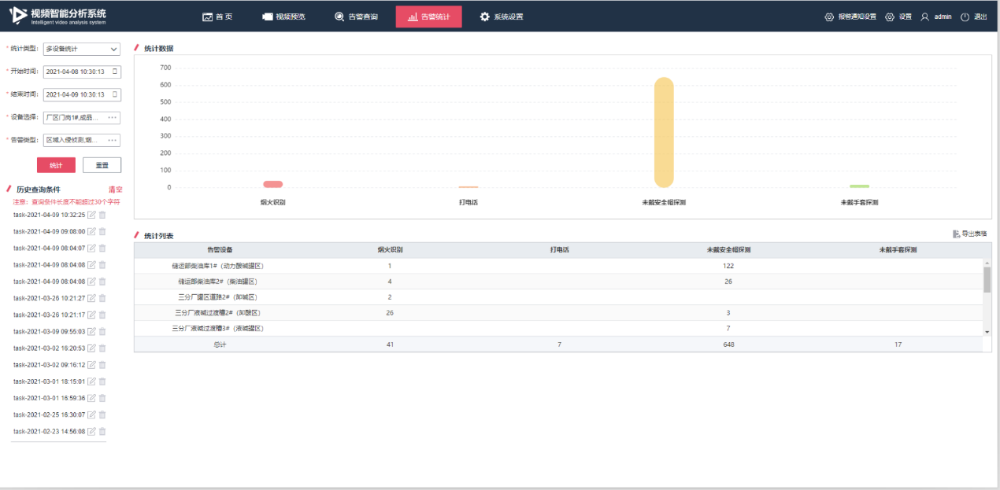 视频智能分析系统
Intelligent video analysis system
首 页
视频预览
告警查询
告警统计
系统设置
报警通知设置
设置
admin
退出
* 统计类型: 多设备统计
* 开始时间: 2021-04-08 10:30:13
* 结束时间: 2021-04-09 10:30:13
* 设备选择: 厂区门岗1#,成品... ...
* 告警类型: 区域入侵侦测,烟... ...
统计 重置
历史查询条件 清空
注意: 查询条件长度不能超过30个字符
task-2021-04-09 10:32:25
task-2021-04-09 09:08:00
task-2021-04-09 08:04:07
task-2021-04-09 08:04:08
task-2021-04-09 08:04:08
task-2021-03-26 10:21:27
task-2021-03-26 10:21:17
task-2021-03-09 09:55:03
task-2021-03-02 16:20:53
task-2021-03-02 09:16:12
task-2021-03-01 18:15:01
task-2021-03-01 16:59:36
task-2021-02-25 16:30:07
task-2021-02-23 14:56:08
统计数据
700
600
500
400
300
200
100
0
烟火识别 打电话 未戴安全帽探测 未戴手套探测
统计列表 导出表格
告警设备 烟火识别 打电话 未戴安全帽探测 未戴手套探测
储运部柴油库1#（动力酸碱罐区） 1 122
储运部柴油库2#（柴油罐区） 4 26
三分厂罐区道路2#（卸碱区） 2
三分厂液碱过渡槽2#（卸酸区） 26 3
三分厂液碱过渡槽3#（液碱罐区） 7
总计 41 7 648 17